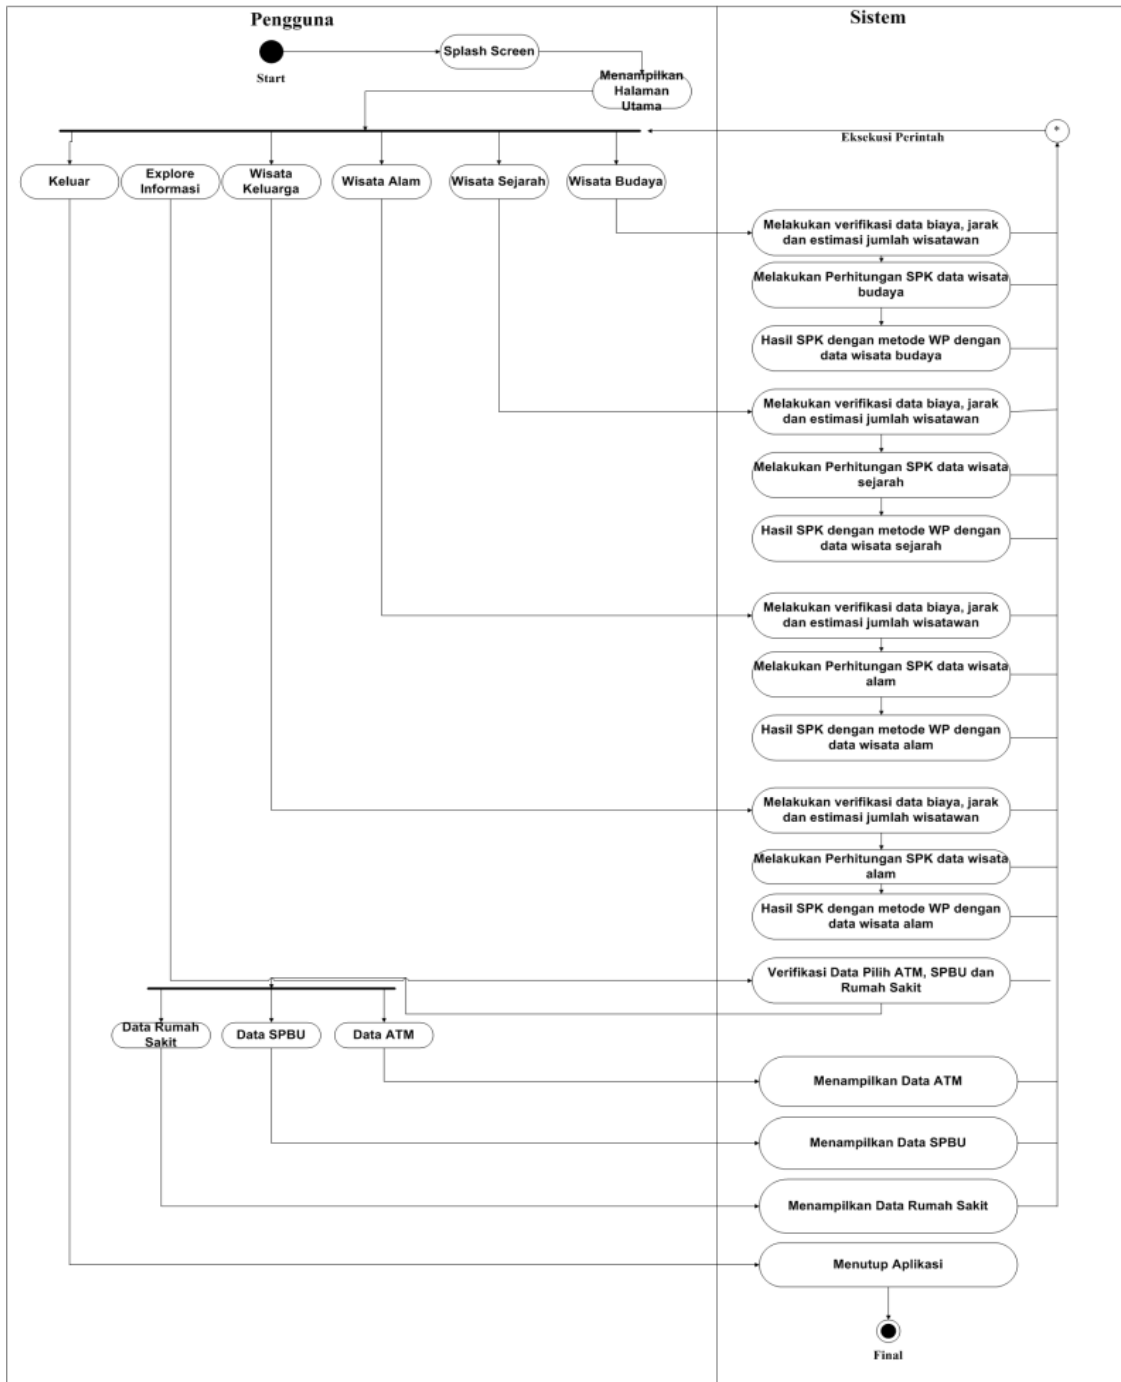 Pengguna
Sistem
Splash Screen
Start
Menampilkan
Halaman
Utama
Eksekusi Perintah
*
Keluar
Explore
Informasi
Wisata
Keluarga
Wisata Alam
Wisata Sejarah
Wisata Budaya
Melakukan verifikasi data biaya, jarak
dan estimasi jumlah wisatawan
Melakukan Perhitungan SPK data wisata
budaya
Hasil SPK dengan metode WP dengan
data wisata budaya
Melakukan verifikasi data biaya, jarak
dan estimasi jumlah wisatawan
Melakukan Perhitungan SPK data wisata
sejarah
Hasil SPK dengan metode WP dengan
data wisata sejarah
Melakukan verifikasi data biaya, jarak
dan estimasi jumlah wisatawan
Melakukan Perhitungan SPK data wisata
alam
Hasil SPK dengan metode WP dengan
data wisata alam
Melakukan verifikasi data biaya, jarak
dan estimasi jumlah wisatawan
Melakukan Perhitungan SPK data wisata
alam
Hasil SPK dengan metode WP dengan
data wisata alam
Verifikasi Data Pilih ATM, SPBU dan
Rumah Sakit
Data Rumah
Sakit
Data SPBU
Data ATM
Menampilkan Data ATM
Menampilkan Data SPBU
Menampilkan Data Rumah Sakit
Menutup Aplikasi
Final